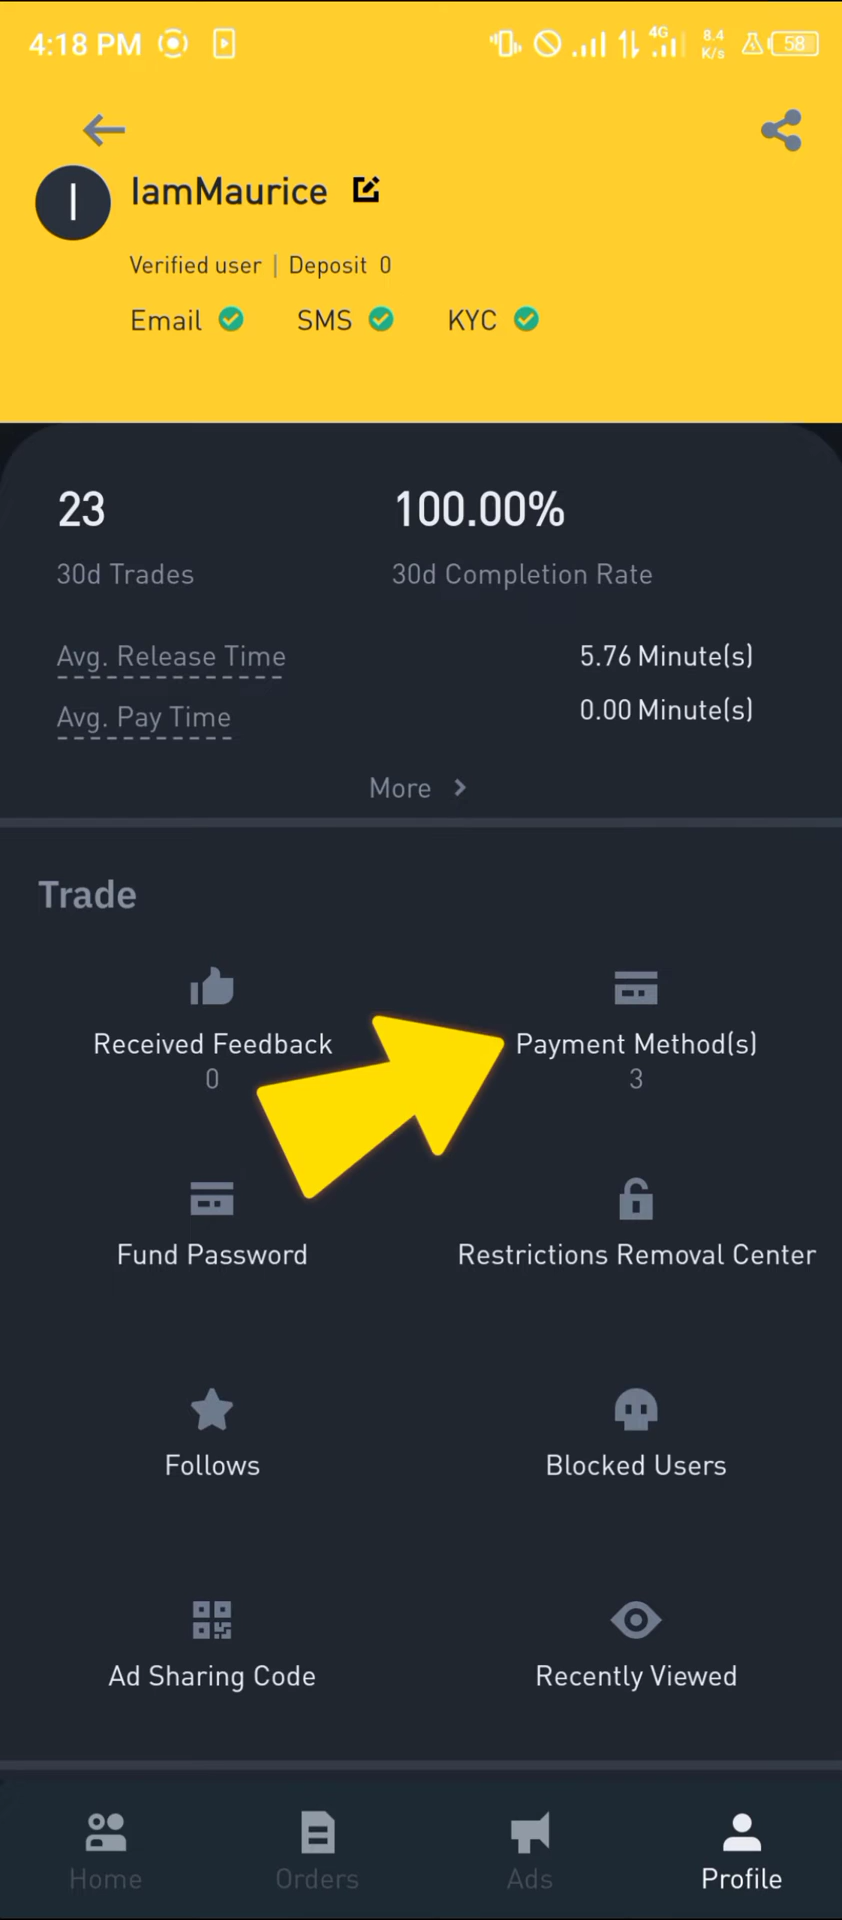 4:18 PM 4G 8.4 K/s 58
I
IamMaurice
Verified user | Deposit 0
Email SMS KYC
23 100.00%
30d Trades 30d Completion Rate
Avg. Release Time 5.76 Minute(s)
Avg. Pay Time 0.00 Minute(s)
More >
Trade
Received Feedback Payment Method(s)
0 3
Fund Password Restrictions Removal Center
Follows Blocked Users
Ad Sharing Code Recently Viewed
Home Orders Ads Profile